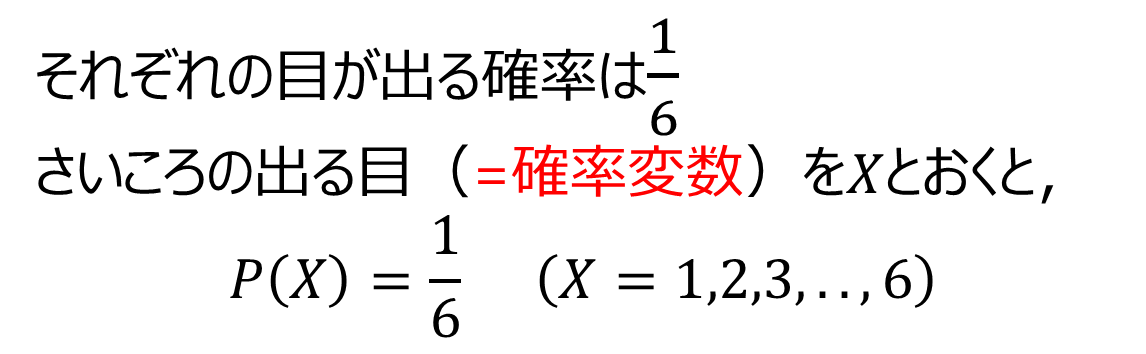 それぞれの目が出る確率は1/6
さいころの出る目（=確率変数）をXとおくと,
P(X) = 1/6 (X = 1,2,3,..,6)